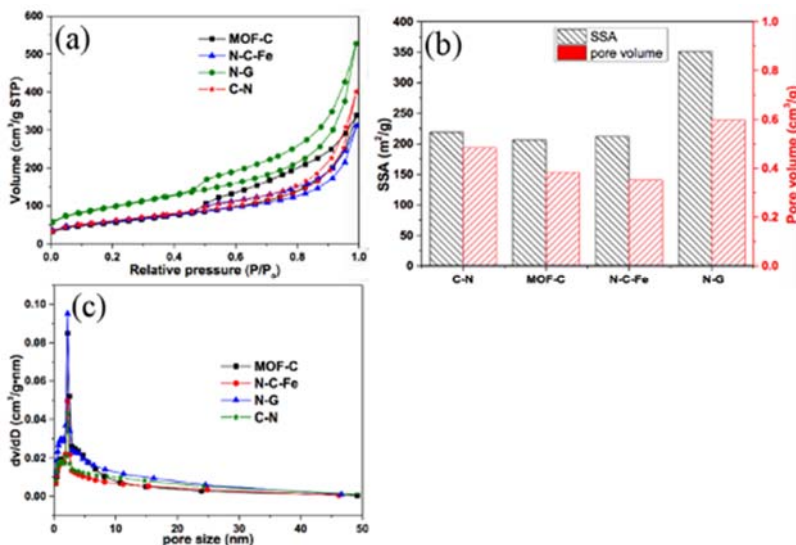 (a)
MOF-C
N-C-Fe
N-G
C-N
600
500
400
300
200
100
0
0.0 0.2 0.4 0.6 0.8 1.0
Volume (cm³/g STP)
Relative pressure (P/P₀)
(b)
SSA
pore volume
400
350
300
250
200
150
100
50
0
SSA (m²/g)
1.0
0.8
0.6
0.4
0.2
0.0
Pore volume (cm³/g)
C-N MOF-C N-C-Fe N-G
(c)
MOF-C
N-C-Fe
N-G
C-N
0.10
0.08
0.06
0.04
0.02
0.00
0 10 20 30 40 50
dv/dD (cm³/g•nm)
pore size (nm)